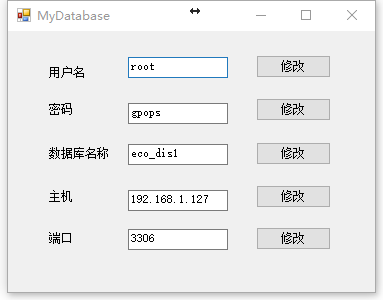 MyDatabase
用户名 root 修改
密码 gpops 修改
数据库名称 eco_dis1 修改
主机 192.168.1.127 修改
端口 3306 修改